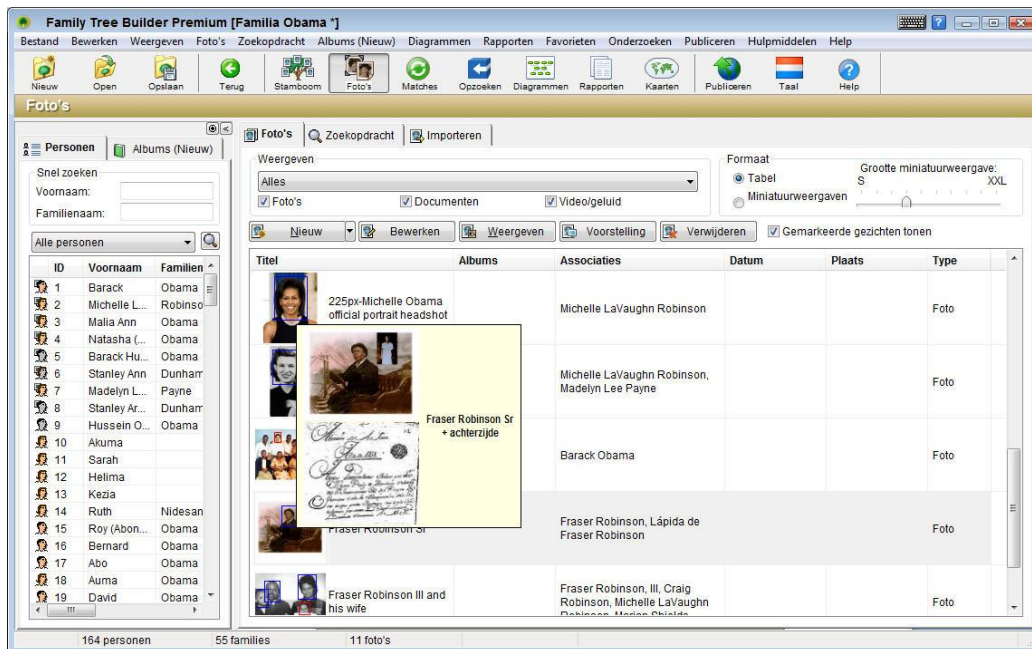 Family Tree Builder Premium [Familia Obama *]
Bestand Bewerken Weergeven Foto's Zoekopdracht Albums (Nieuw) Diagrammen Rapporten Favorieten Onderzoeken Publiceren Hulpmiddelen Help
Nieuw Open Opslaan Terug Stamboom Foto's Matches Opzoeken Diagrammen Rapporten Kaarten Publiceren Taal Help
Foto's
Personen Albums (Nieuw)
Snel zoeken
Voornaam:
Familienaam:
Alle personen
ID Voornaam Familien
1 Barack Obama
2 Michelle L... Robinso
3 Malia Ann Obama
4 Natasha (... Obama
5 Barack Hu... Obama
6 Stanley Ann Dunham
7 Madelyn L... Payne
8 Stanley Ar... Dunham
9 Hussein O... Obama
10 Akuma
11 Sarah
12 Helima
13 Kezia
14 Ruth Nidesan
15 Roy (Abon... Obama
16 Bernard Obama
17 Abo Obama
18 Auma Obama
19 David Obama
Foto's Zoekopdracht Importeren
Weergeven
Alles
Foto's Documenten Video/geluid
Formaat
Tabel
Miniatuurweergaven
Grootte miniatuurweergave:
S XXL
Nieuw Bewerken Weergeven Voorstelling Verwijderen Gemarkeerde gezichten tonen
Titel Albums Associaties Datum Plaats Type
225px-Michelle Obama
official portrait headshot
Michelle LaVaughn Robinson
Foto
Michelle LaVaughn Robinson,
Madelyn Lee Payne
Foto
Fraser Robinson Sr
+ achterzijde
Barack Obama
Foto
Fraser Robinson Sr
Fraser Robinson, Lápida de
Fraser Robinson
Foto
Fraser Robinson III and
his wife
Fraser Robinson, III, Craig
Robinson, Michelle LaVaughn
Robinson, Marian Shields
Foto
164 personen 55 families 11 foto's